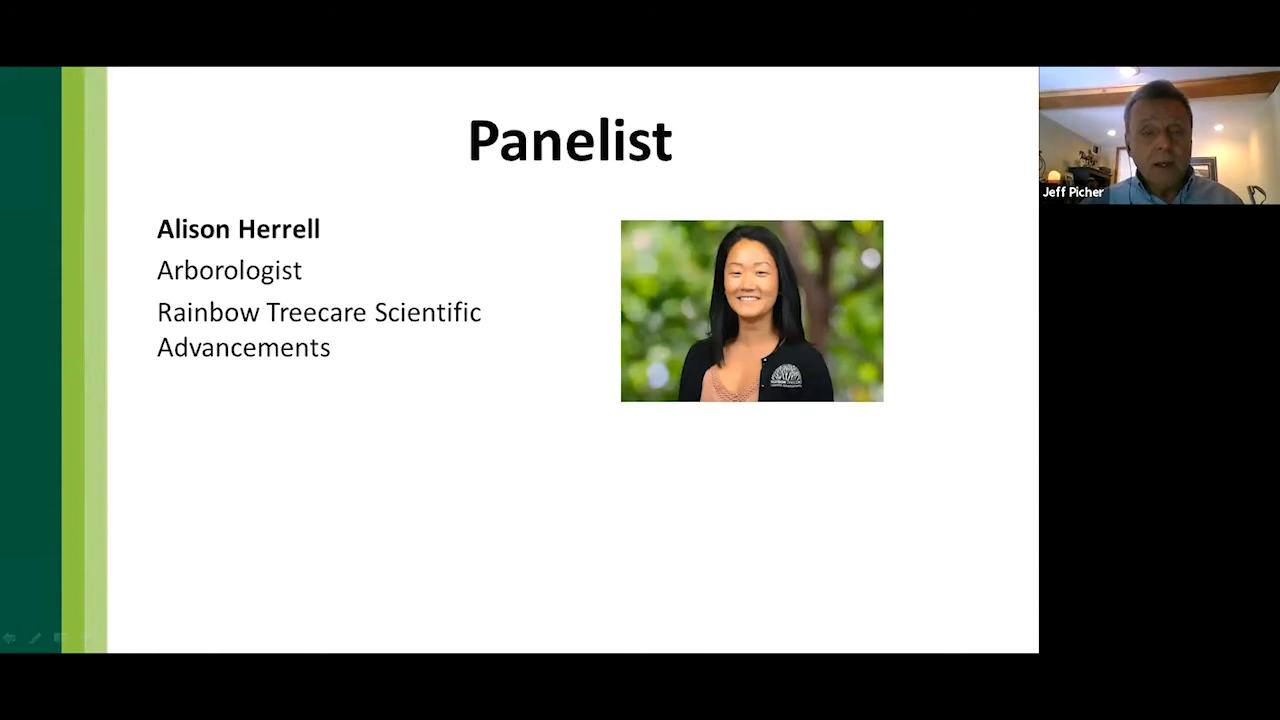 Panelist
Alison Herrell
Arborologist
Rainbow Treecare Scientific
Advancements
Jeff Picher